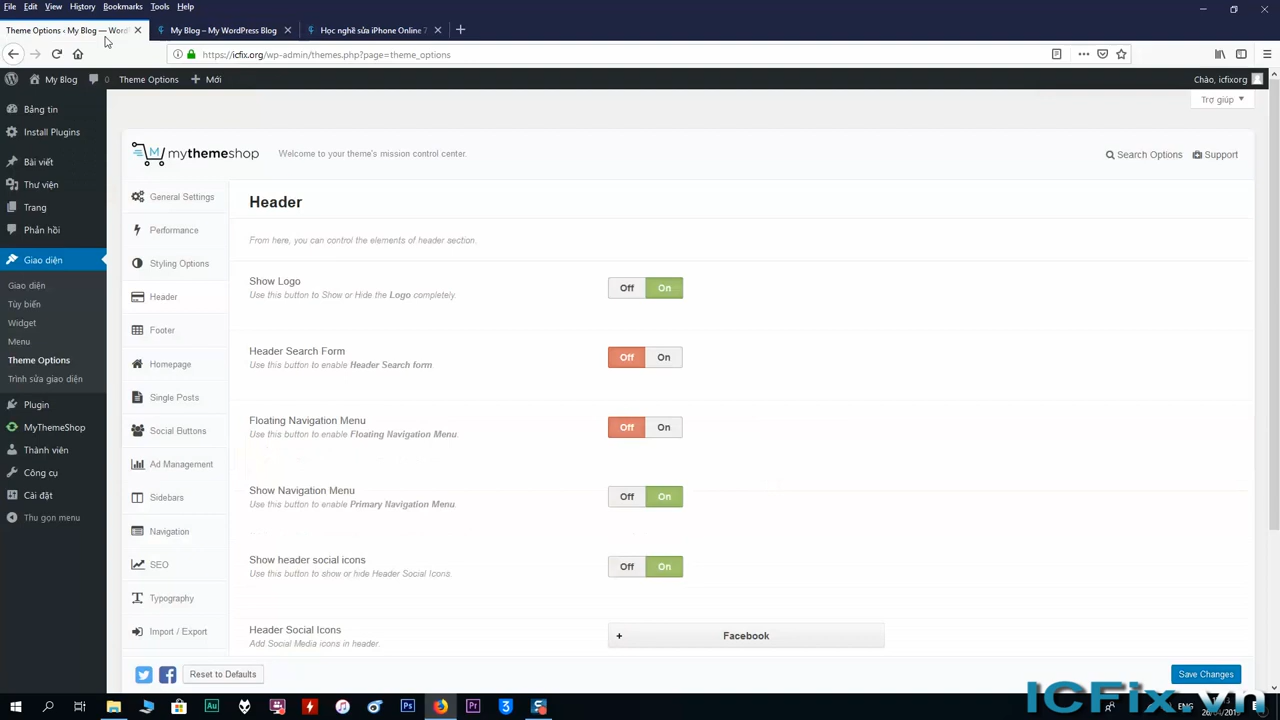 File Edit View History Bookmarks Tools Help
Theme Options ‹ My Blog — Word
My Blog – My WordPress Blog
Học nghề sửa iPhone Online 7
https://icfix.org/wp-admin/themes.php?page=theme_options
My Blog 0 Theme Options + Mới
Chào, icfixorg
Trợ giúp
Bảng tin
Install Plugins
Bài viết
Thư viện
Trang
Phản hồi
Giao diện
Giao diện
Tùy biến
Widget
Menu
Theme Options
Trình sửa giao diện
Plugin
MyThemeShop
Thành viên
Công cụ
Cài đặt
Thu gọn menu
mythemeshop
Welcome to your theme's mission control center.
Search Options
Support
General Settings
Performance
Styling Options
Header
Footer
Homepage
Single Posts
Social Buttons
Ad Management
Sidebars
Navigation
SEO
Typography
Import / Export
Header
From here, you can control the elements of header section.
Show Logo
Use this button to Show or Hide the Logo completely.
Off On
Header Search Form
Use this button to enable Header Search form
Off On
Floating Navigation Menu
Use this button to enable Floating Navigation Menu.
Off On
Show Navigation Menu
Use this button to enable Primary Navigation Menu.
Off On
Show header social icons
Use this button to show or hide Header Social Icons.
Off On
Header Social Icons
Add Social Media icons in header.
+ Facebook
Reset to Defaults
Save Changes
ICFix.vn